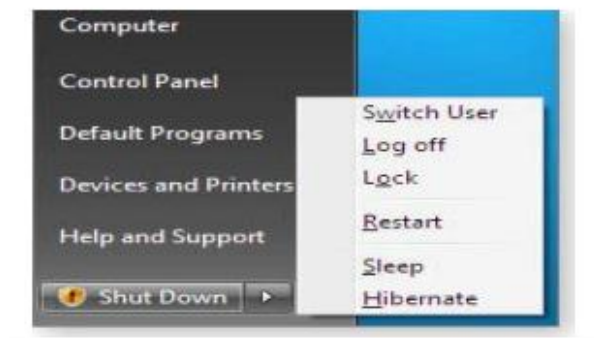 Computer
Control Panel
Default Programs
Devices and Printers
Help and Support
Shut Down
Switch User
Log off
Lock
Restart
Sleep
Hibernate